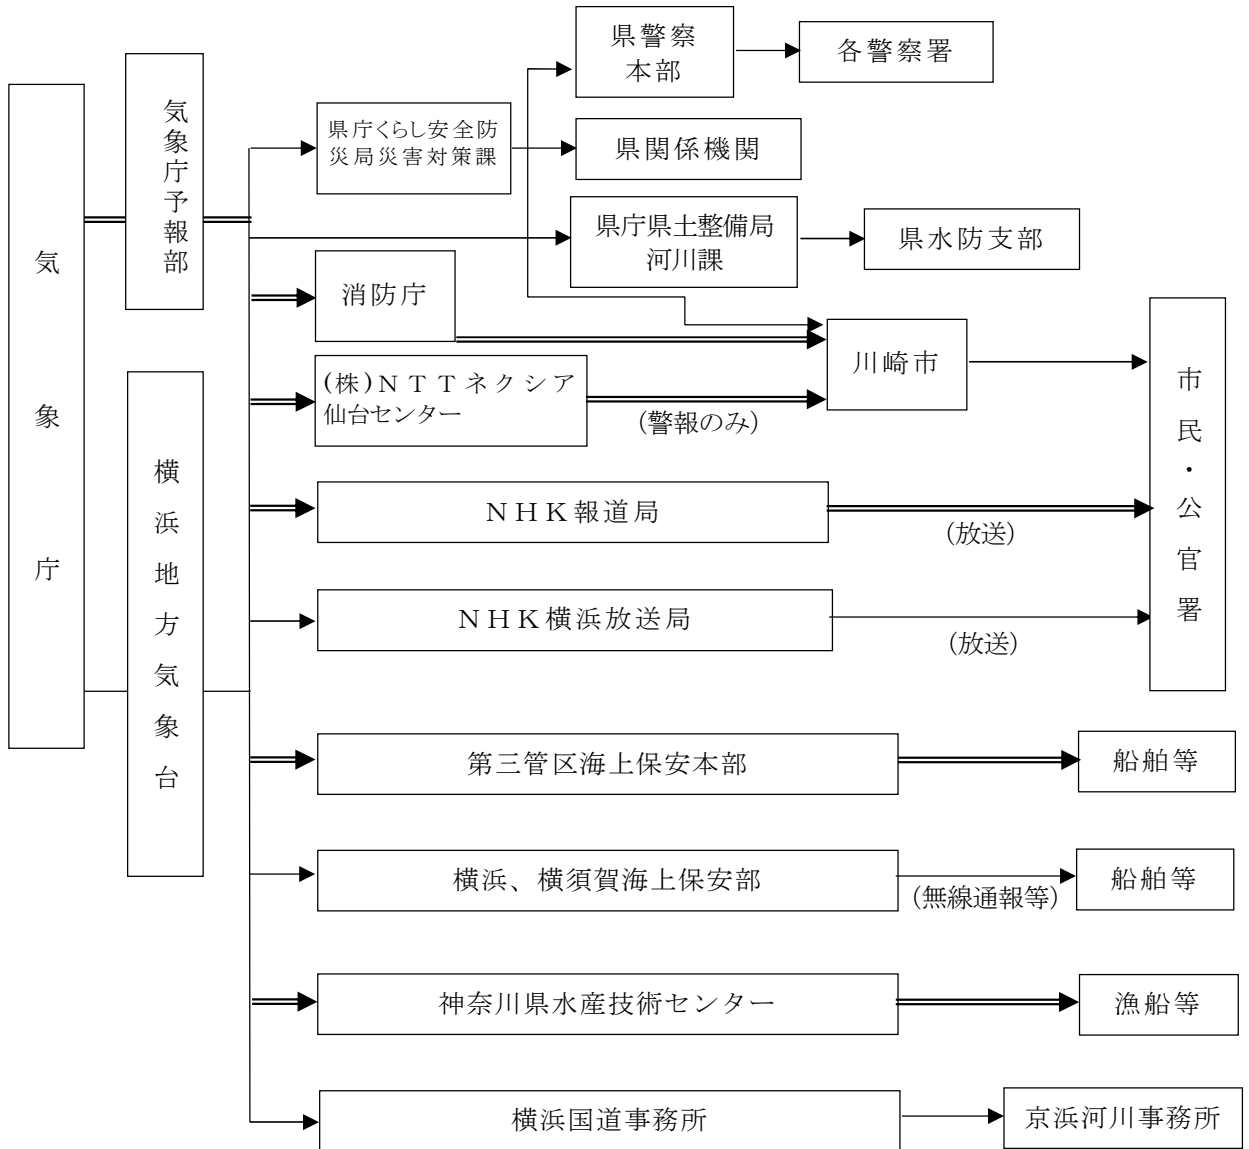 気象庁
気象庁予報部
横浜地方気象台
県庁くらし安全防
災局災害対策課
県警察
本部
各警察署
県関係機関
県庁県土整備局
河川課
県水防支部
消防庁
川崎市
(株)NTTネクシア
仙台センター
(警報のみ)
NHK報道局
(放送)
NHK横浜放送局
(放送)
市民・公官署
第三管区海上保安本部
船舶等
横浜、横須賀海上保安部
(無線通報等)
船舶等
神奈川県水産技術センター
漁船等
横浜国道事務所
京浜河川事務所